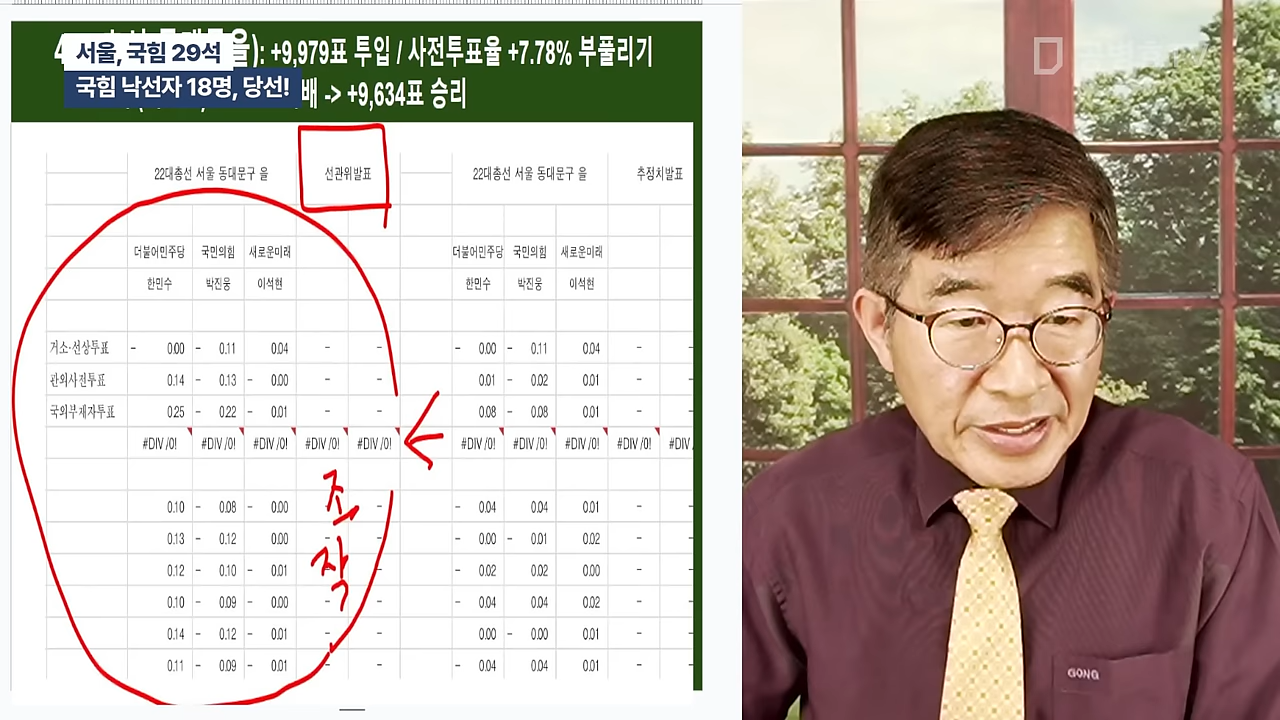 서울, 국힘 29석
국힘 낙선자 18명, 당선!
을): +9,979표 투입 / 사전투표율 +7.78% 부풀리기
배 -> +9,634표 승리
22대총선 서울 동대문구 을 선관위발표 22대총선 서울 동대문구 을 추정치발표
더불어민주당 국민의힘 새로운미래 더불어민주당 국민의힘 새로운미래
한민수 박진웅 이석현 한민수 박진웅 이석현
거소·선상투표 - 0.00 - 0.11 0.04 - - - 0.00 - 0.11 0.04 - -
관외사전투표 0.14 - 0.13 - 0.00 - - 0.01 - 0.02 0.01 - -
국외부재자투표 0.25 - 0.22 - 0.01 - - 0.08 - 0.08 0.01 - -
#DIV/0! #DIV/0! #DIV/0! #DIV/0! #DIV/0! #DIV/0! #DIV/0! #DIV/0! #DIV/0! #DIV/
0.10 - 0.08 - 0.00 - - - 0.04 0.04 0.01 - -
0.13 - 0.12 0.00 - - - 0.00 - 0.01 0.02 - -
0.12 - 0.10 - 0.01 - - - 0.02 0.02 0.00 - -
0.10 - 0.09 - 0.00 - - - 0.04 0.04 0.02 - -
0.14 - 0.12 - 0.01 - - 0.00 - 0.00 0.01 - -
0.11 - 0.09 - 0.01 - - - 0.04 0.04 0.01 - -
조작
GONG